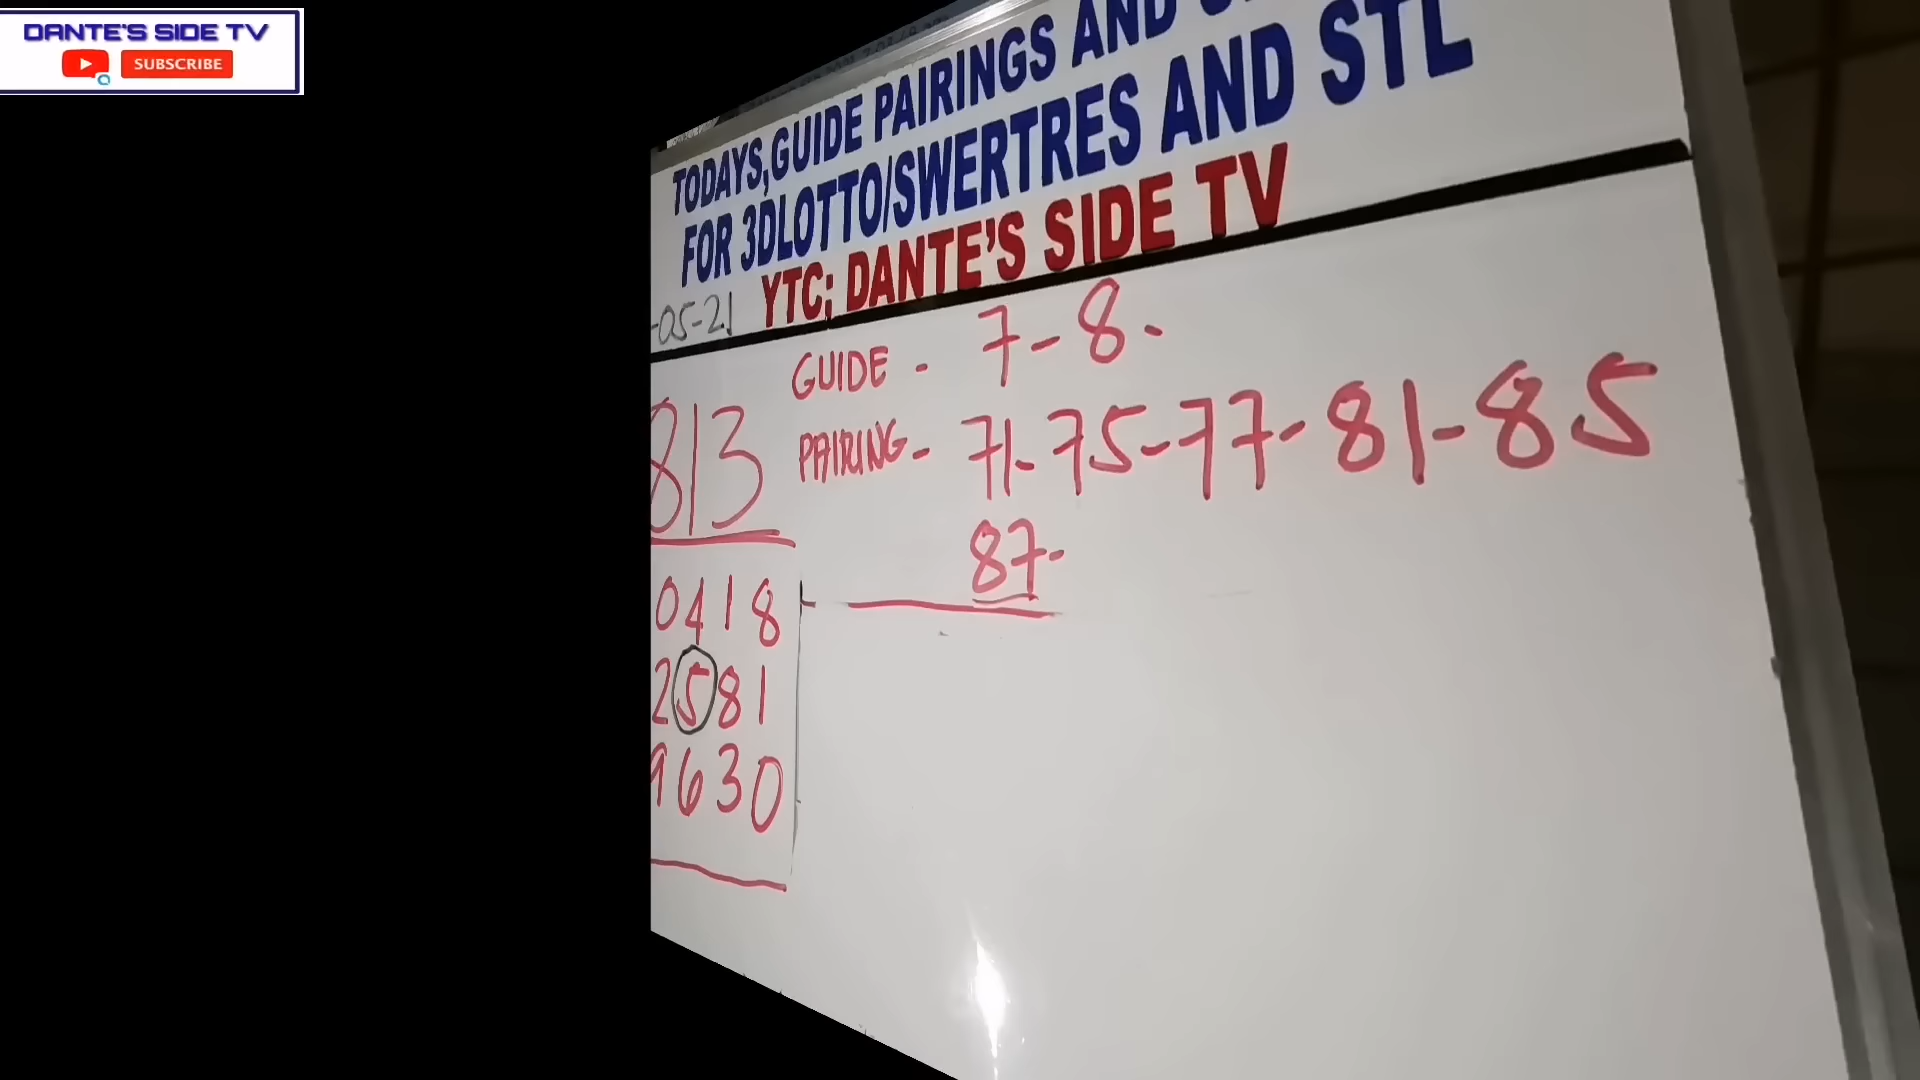 DANTE'S SIDE TV
SUBSCRIBE
TODAYS,GUIDE PAIRINGS AND
FOR 3DLOTTO/SWERTRES AND STL
YTC; DANTE'S SIDE TV
-05-21
GUIDE - 7-8-
813
PAIRING- 71-75-77-81-85
87-
0418
2581
9630